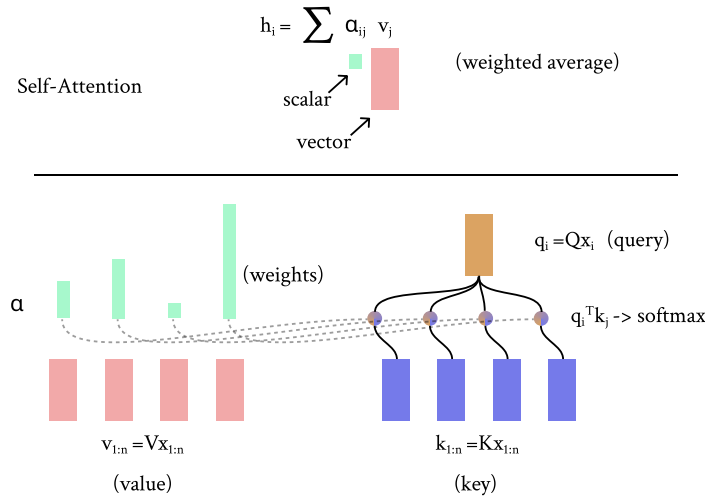 hᵢ = ∑ ɑᵢⱼ vⱼ
(weighted average)
Self-Attention
scalar
vector
(weights)
qᵢ=Qxᵢ (query)
ɑ
qᵢᵀkⱼ -> softmax
v₁:ₙ=Vx₁:ₙ
k₁:ₙ=Kx₁:ₙ
(value)
(key)